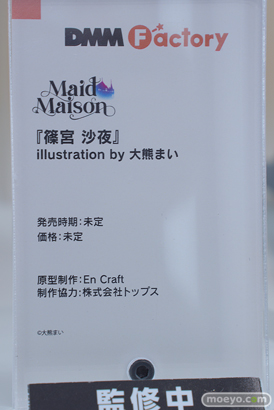 DMM Factory
Maid
Maison
『篠宮 沙夜』
illustration by 大熊まい
発売時期：未定
価格：未定
原型制作：En Craft
制作協力：株式会社トップス
©大熊まい
監修中
moeyo.com